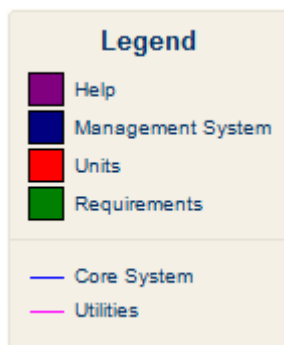 Legend
Help
Management System
Units
Requirements
Core System
Utilities